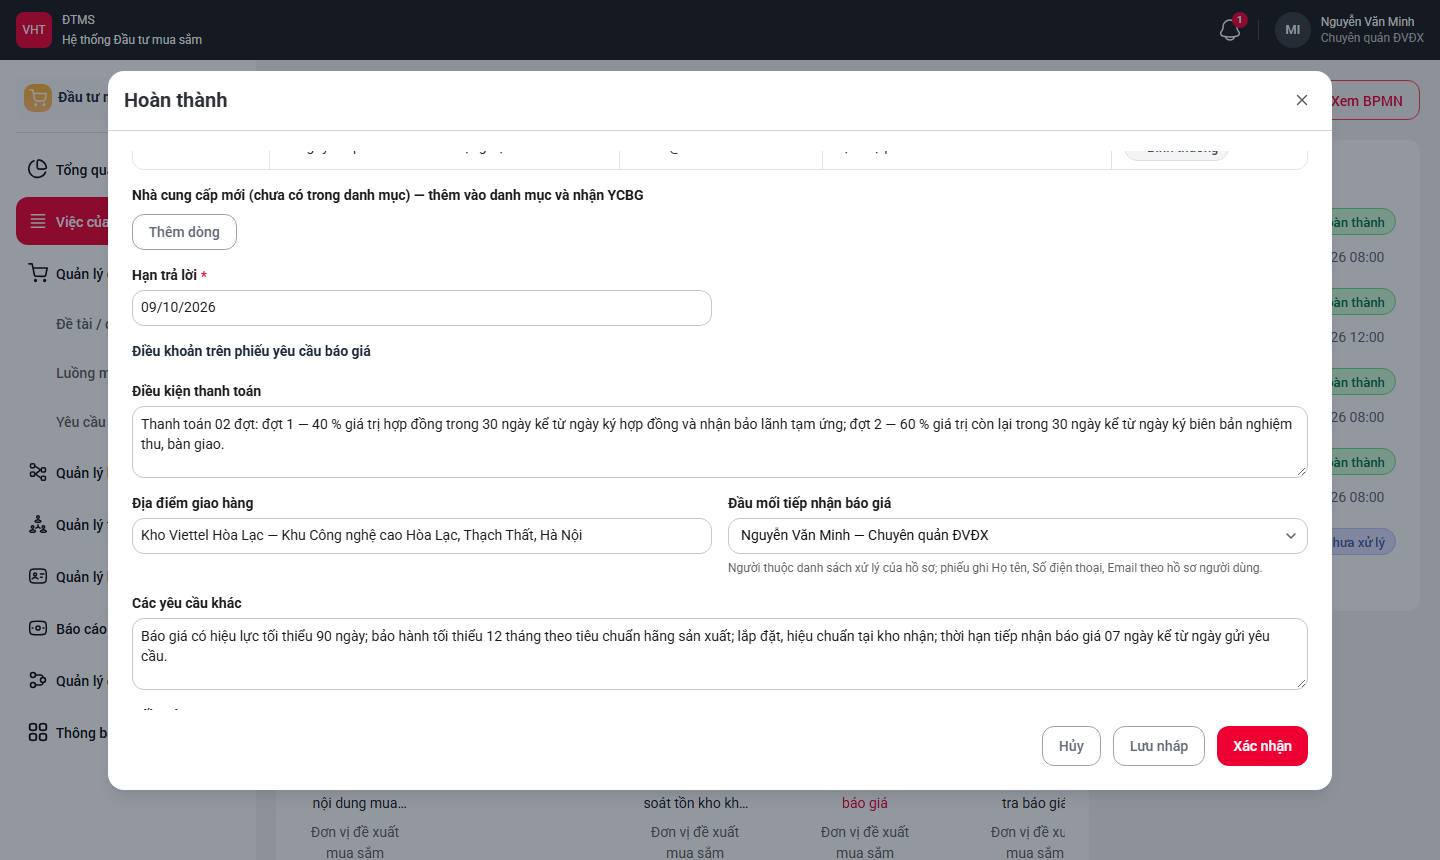 VHT
ĐTMS
Hệ thống Đầu tư mua sắm
1
MI
Nguyễn Văn Minh
Chuyên quản ĐVĐX
Đầu tư
Tổng
Việc của
Quản lý
Đề tài /
Luồng
Yêu cầu
Quản lý
Quản lý
Quản lý
Báo cáo
Quản lý
Thông
Xem BPMN
thành
26 08:00
thành
26 12:00
thành
26 08:00
thành
26 08:00
xử lý
Hoàn thành
Nhà cung cấp mới (chưa có trong danh mục) — thêm vào danh mục và nhận YCBG
Thêm dòng
Hạn trả lời *
09/10/2026
Điều khoản trên phiếu yêu cầu báo giá
Điều kiện thanh toán
Thanh toán 02 đợt: đợt 1 — 40 % giá trị hợp đồng trong 30 ngày kể từ ngày ký hợp đồng và nhận bảo lãnh tạm ứng; đợt 2 — 60 % giá trị còn lại trong 30 ngày kể từ ngày ký biên bản nghiệm
thu, bàn giao.
Địa điểm giao hàng
Đầu mối tiếp nhận báo giá
Kho Viettel Hòa Lạc — Khu Công nghệ cao Hòa Lạc, Thạch Thất, Hà Nội
Nguyễn Văn Minh — Chuyên quản ĐVĐX
Người thuộc danh sách xử lý của hồ sơ; phiếu ghi Họ tên, Số điện thoại, Email theo hồ sơ người dùng.
Các yêu cầu khác
Báo giá có hiệu lực tối thiểu 90 ngày; bảo hành tối thiểu 12 tháng theo tiêu chuẩn hãng sản xuất; lắp đặt, hiệu chuẩn tại kho nhận; thời hạn tiếp nhận báo giá 07 ngày kể từ ngày gửi yêu
cầu.
Hủy
Lưu nháp
Xác nhận
nội dung mua...
soát tồn kho kh...
báo giá
tra báo giá
Đơn vị đề xuất
mua sắm
Đơn vị đề xuất
mua sắm
Đơn vị đề xuất
mua sắm
Đơn vị đề
mua sắm